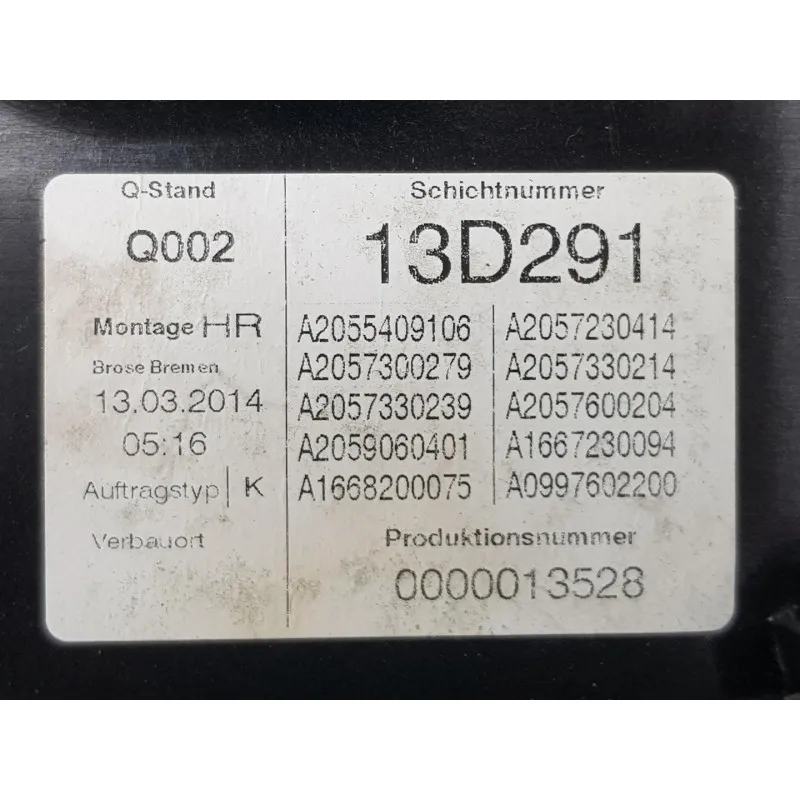 Q-Stand
Q002
Montage HR
Brose Bremen
13.03.2014
05:16
Auftragstyp K
Verbauort
Schichtnummer
13D291
A2055409106 A2057230414
A2057300279 A2057330214
A2057330239 A2057600204
A2059060401 A1667230094
A1668200075 A0997602200
Produktionsnummer
0000013528